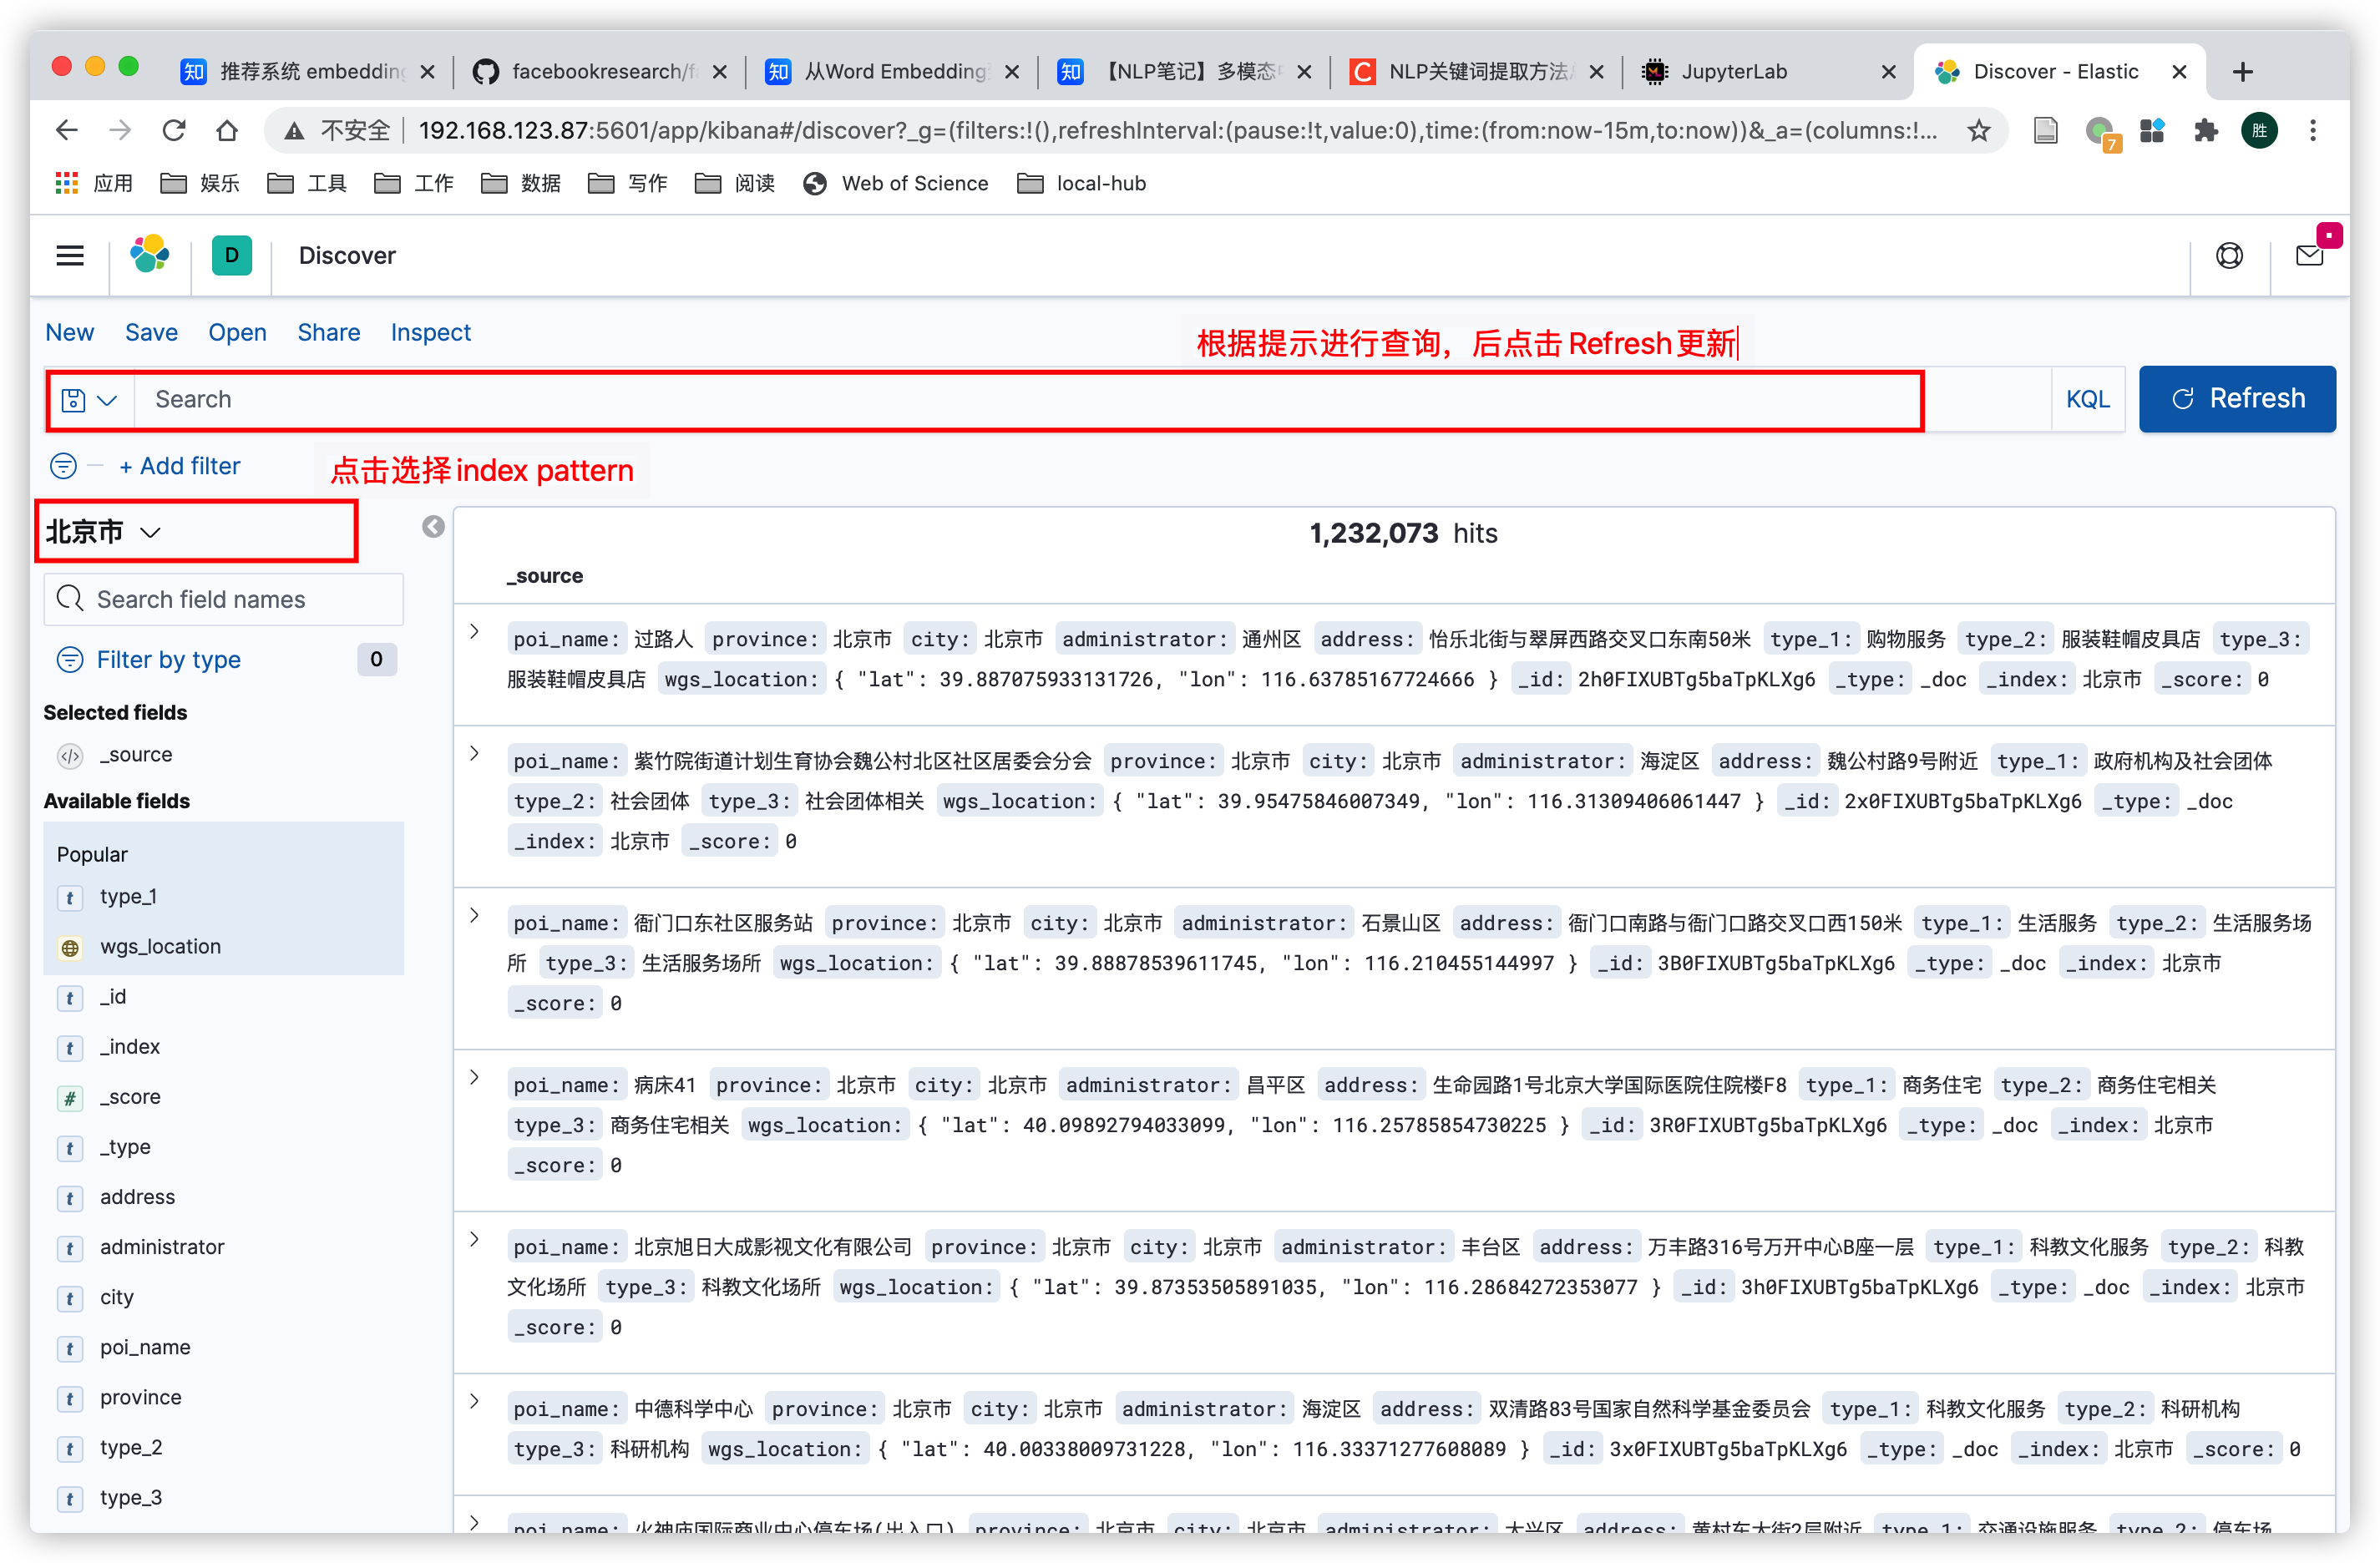 推荐系统 embedding
facebookresearch/f
从Word Embedding
【NLP笔记】多模态
NLP关键词提取方法
JupyterLab
Discover - Elastic
不安全 192.168.123.87:5601/app/kibana#/discover?_g=(filters:!(),refreshInterval:(pause:!t,value:0),time:(from:now-15m,to:now))&_a=(columns:!... 7 胜
应用 娱乐 工具 工作 数据 写作 阅读 Web of Science local-hub
D Discover
New Save Open Share Inspect
根据提示进行查询，后点击 Refresh 更新
Search KQL Refresh
+ Add filter
点击选择 index pattern
北京市
Search field names
Filter by type 0
Selected fields
_source
Available fields
Popular
type_1
wgs_location
_id
_index
_score
_type
address
administrator
city
poi_name
province
type_2
type_3
1,232,073 hits
_source
poi_name: 过路人 province: 北京市 city: 北京市 administrator: 通州区 address: 怡乐北街与翠屏西路交叉口东南50米 type_1: 购物服务 type_2: 服装鞋帽皮具店 type_3:
服装鞋帽皮具店 wgs_location: { "lat": 39.887075933131726, "lon": 116.63785167724666 } _id: 2h0FIXUBTg5baTpKLXg6 _type: _doc _index: 北京市 _score: 0
poi_name: 紫竹院街道计划生育协会魏公村北区社区居委会分会 province: 北京市 city: 北京市 administrator: 海淀区 address: 魏公村路9号附近 type_1: 政府机构及社会团体
type_2: 社会团体 type_3: 社会团体相关 wgs_location: { "lat": 39.95475846007349, "lon": 116.31309406061447 } _id: 2x0FIXUBTg5baTpKLXg6 _type: _doc
_index: 北京市 _score: 0
poi_name: 衙门口东社区服务站 province: 北京市 city: 北京市 administrator: 石景山区 address: 衙门口南路与衙门口路交叉口西150米 type_1: 生活服务 type_2: 生活服务场
所 type_3: 生活服务场所 wgs_location: { "lat": 39.88878539611745, "lon": 116.210455144997 } _id: 3B0FIXUBTg5baTpKLXg6 _type: _doc _index: 北京市
_score: 0
poi_name: 病床41 province: 北京市 city: 北京市 administrator: 昌平区 address: 生命园路1号北京大学国际医院住院楼F8 type_1: 商务住宅 type_2: 商务住宅相关
type_3: 商务住宅相关 wgs_location: { "lat": 40.09892794033099, "lon": 116.25785854730225 } _id: 3R0FIXUBTg5baTpKLXg6 _type: _doc _index: 北京市
_score: 0
poi_name: 北京旭日大成影视文化有限公司 province: 北京市 city: 北京市 administrator: 丰台区 address: 万丰路316号万开中心B座一层 type_1: 科教文化服务 type_2: 科教
文化场所 type_3: 科教文化场所 wgs_location: { "lat": 39.87353505891035, "lon": 116.28684272353077 } _id: 3h0FIXUBTg5baTpKLXg6 _type: _doc _index: 北京市
_score: 0
poi_name: 中德科学中心 province: 北京市 city: 北京市 administrator: 海淀区 address: 双清路83号国家自然科学基金委员会 type_1: 科教文化服务 type_2: 科研机构
type_3: 科研机构 wgs_location: { "lat": 40.00338009731228, "lon": 116.33371277608089 } _id: 3x0FIXUBTg5baTpKLXg6 _type: _doc _index: 北京市 _score: 0
poi_name: 火神庙国际商业中心停车场(出入口) province: 北京市 city: 北京市 administrator: 大兴区 address: 黄村东大街2层附近 type_1: 交通设施服务 type_2: 停车场